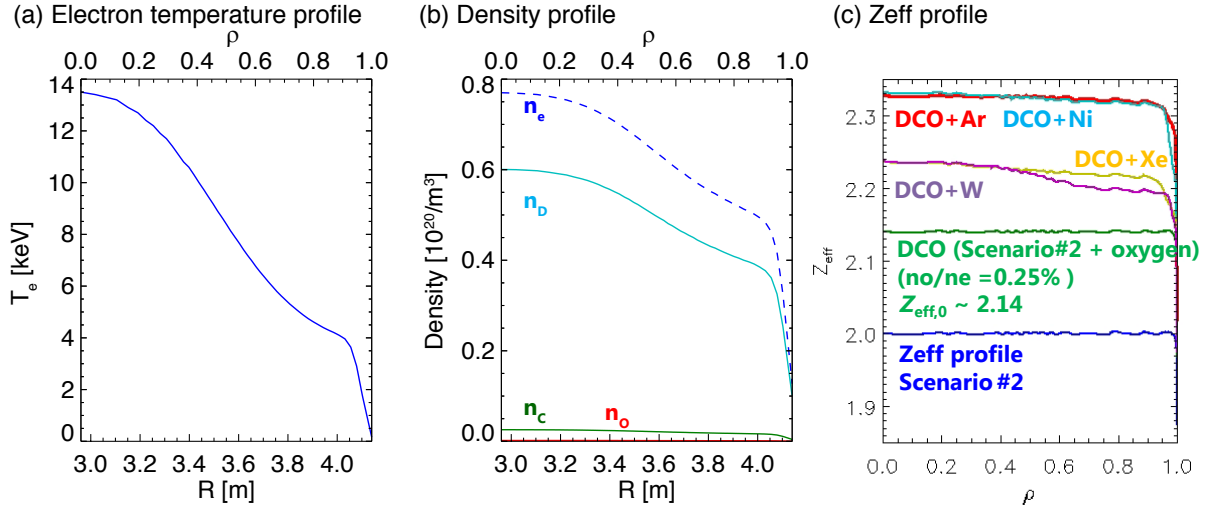 (a) Electron temperature profile
ρ
0.0 0.2 0.4 0.6 0.8 1.0
14
12
10
8
6
4
2
0
T_e [keV]
3.0 3.2 3.4 3.6 3.8 4.0
R [m]
(b) Density profile
ρ
0.0 0.2 0.4 0.6 0.8 1.0
0.8
0.6
0.4
0.2
0.0
Density [10^20/m^3]
n_e
n_D
n_C
n_O
3.0 3.2 3.4 3.6 3.8 4.0
R [m]
(c) Zeff profile
2.3
2.2
2.1
2.0
1.9
Z_eff
DCO+Ar DCO+Ni
DCO+Xe
DCO+W
DCO (Scenario#2 + oxygen)
(no/ne =0.25% )
Z_eff,0 ~ 2.14
Zeff profile
Scenario #2
0.0 0.2 0.4 0.6 0.8 1.0
ρ